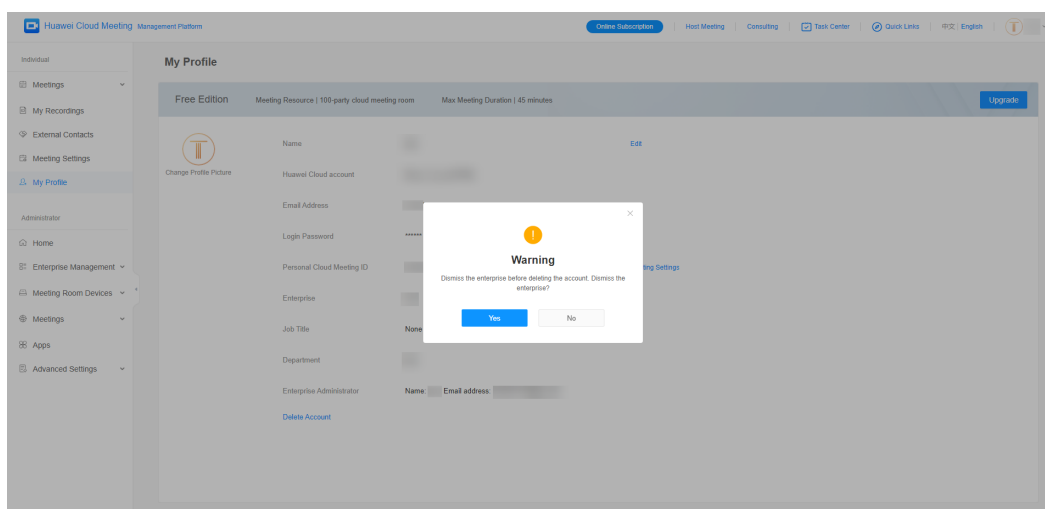 Huawei Cloud Meeting Management Platform
Online Subscription Host Meeting Consulting Task Center Quick Links 中文 English
Individual
Meetings
My Recordings
External Contacts
Meeting Settings
My Profile
Administrator
Home
Enterprise Management
Meeting Room Devices
Meetings
Apps
Advanced Settings
My Profile
Free Edition Meeting Resource | 100-party cloud meeting room Max Meeting Duration | 45 minutes Upgrade
Change Profile Picture
Name Edit
Huawei Cloud account
Email Address
Login Password ******
Personal Cloud Meeting ID ting Settings
Enterprise
Job Title None
Department
Enterprise Administrator Name: Email address:
Delete Account
Warning
Dismiss the enterprise before deleting the account. Dismiss the
enterprise?
Yes No